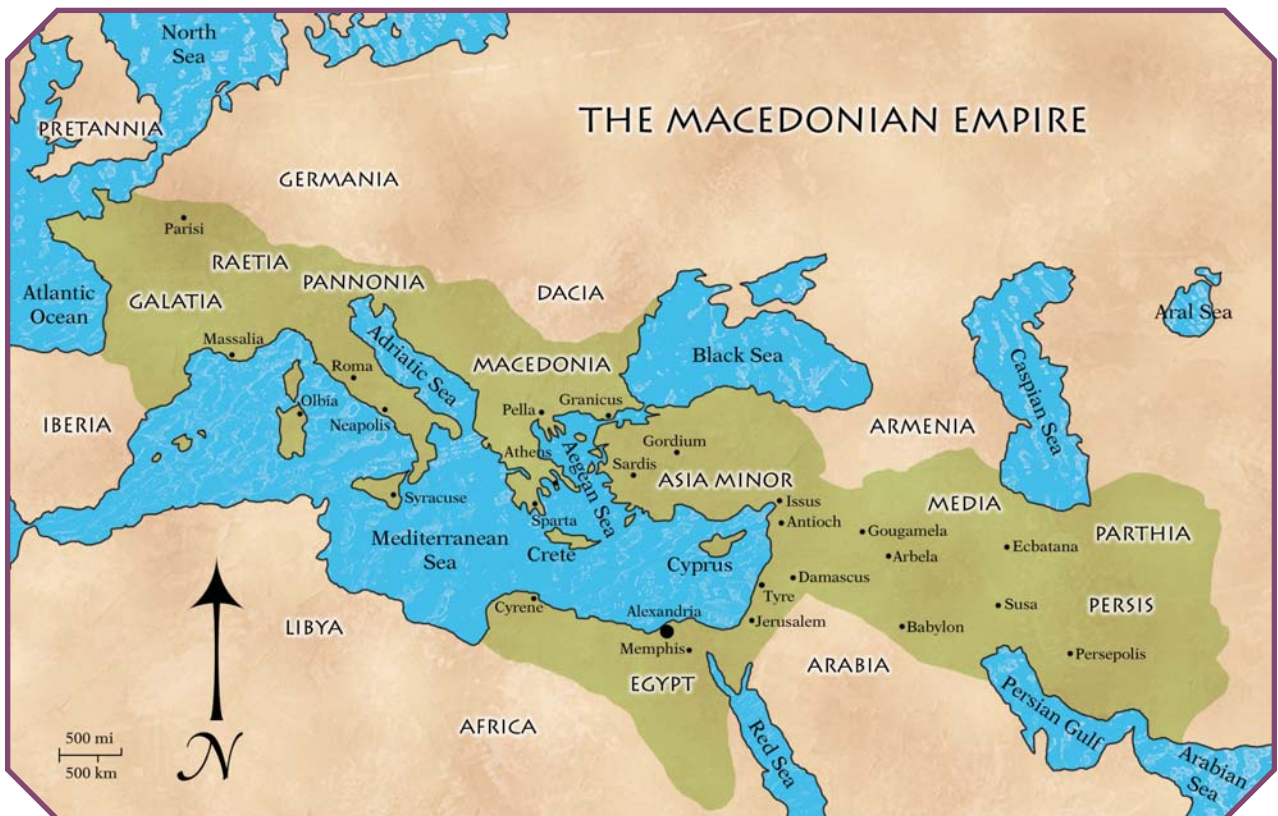 North
Sea
PRETANNIA
THE MACEDONIAN EMPIRE
GERMANIA
Parisi
RAETIA
PANNONIA
GALATIA
Atlantic
Ocean
DACIA
Aral Sea
Massalia
Adriatic Sea
Black Sea
Caspian Sea
Roma
MACEDONIA
Olbia
Neapolis
Pella
Granicus
IBERIA
ARMENIA
Gordium
Athens
Aegean Sea
Sardis
ASIA MINOR
Syracuse
Issus
MEDIA
Sparta
Antioch
Gougamela
PARTHIA
Mediterranean
Sea
Crete
Cyprus
Arbela
Ecbatana
Damascus
Tyre
Cyrene
Alexandria
Susa
PERSIS
LIBYA
Jerusalem
Babylon
Memphis
Persepolis
ARABIA
EGYPT
AFRICA
Red Sea
Persian Gulf
Arabian
Sea
500 mi
500 km
N